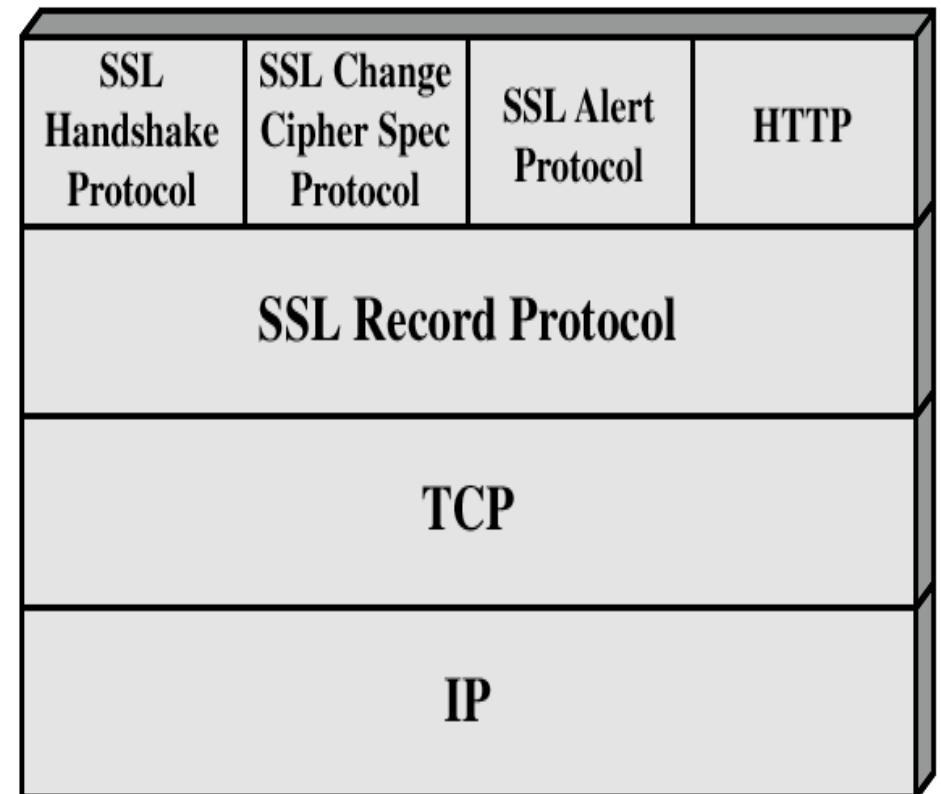 SSL
Handshake
Protocol
SSL Change
Cipher Spec
Protocol
SSL Alert
Protocol
HTTP
SSL Record Protocol
TCP
IP